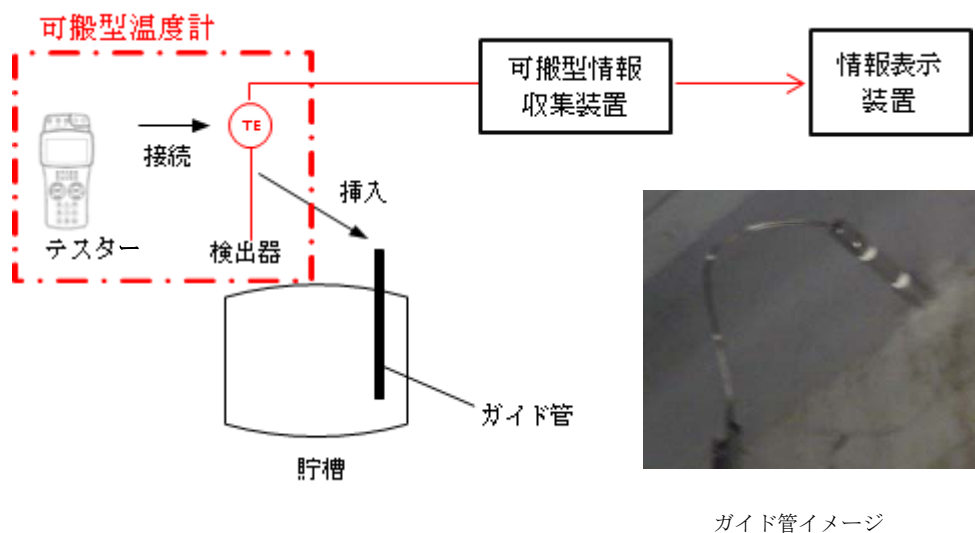 可搬型温度計
テスター
接続
TE
検出器
挿入
可搬型情報
収集装置
情報表示
装置
ガイド管
貯槽
ガイド管イメージ